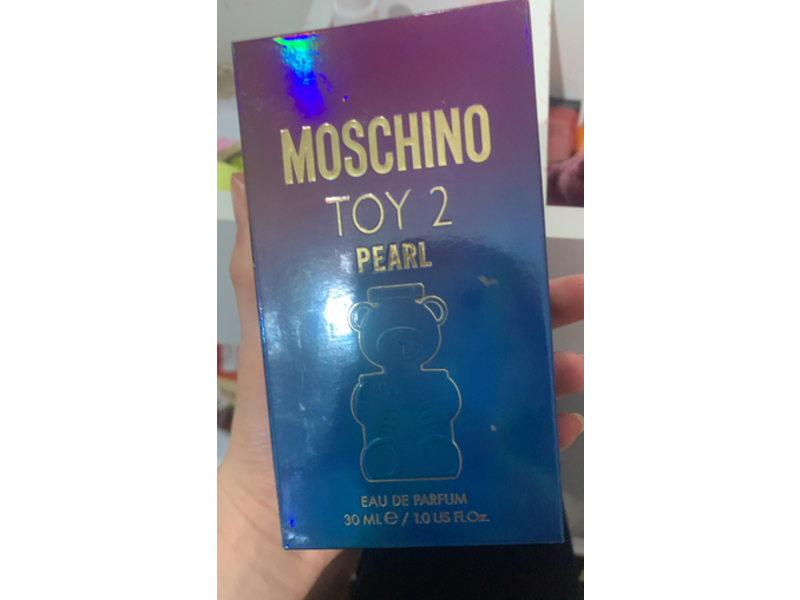 MOSCHINO
TOY 2
PEARL
EAU DE PARFUM
30 ML ℮ / 1.0 US Fl.Oz.